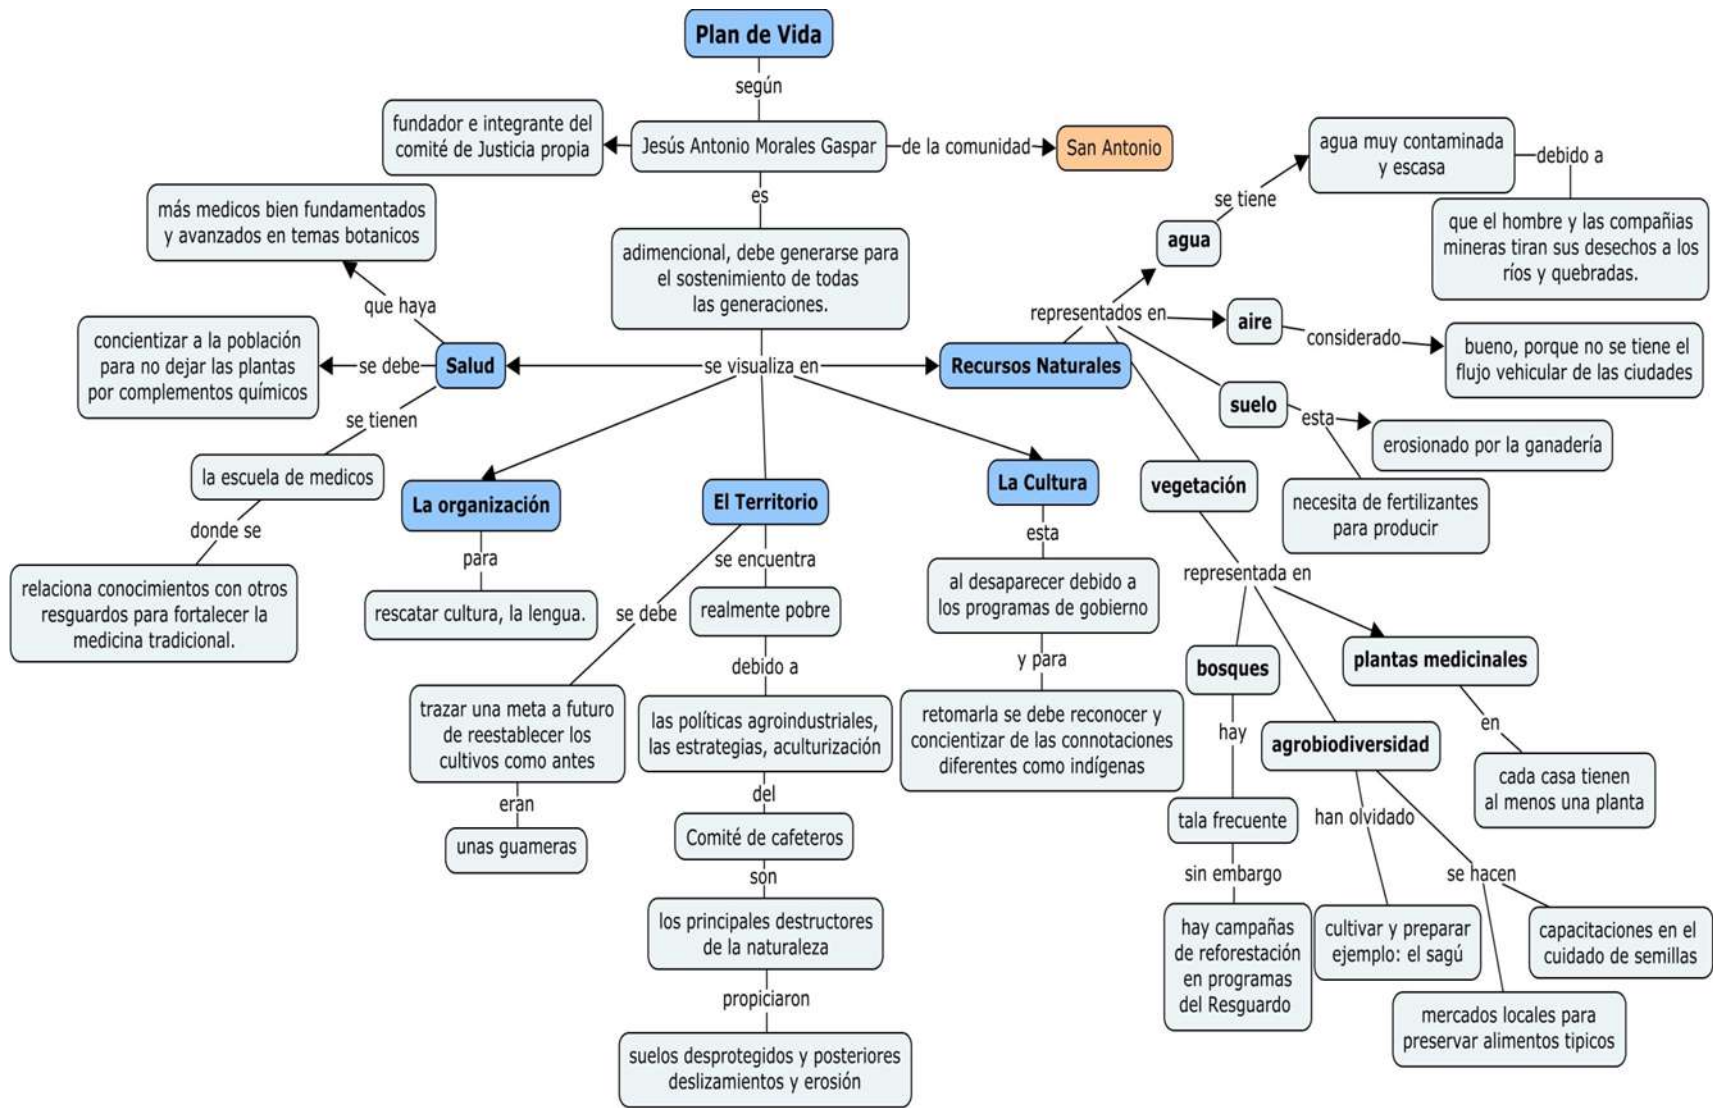 Plan de Vida
según
Jesús Antonio Morales Gaspar
fundador e integrante del
comité de Justicia propia
de la comunidad
San Antonio
es
adimencional, debe generarse para
el sostenimiento de todas
las generaciones.
se visualiza en
Salud
que haya
más medicos bien fundamentados
y avanzados en temas botanicos
se debe
concientizar a la población
para no dejar las plantas
por complementos químicos
se tienen
la escuela de medicos
donde se
relaciona conocimientos con otros
resguardos para fortalecer la
medicina tradicional.
La organización
para
rescatar cultura, la lengua.
El Territorio
se debe
trazar una meta a futuro
de reestablecer los
cultivos como antes
eran
unas guameras
se encuentra
realmente pobre
debido a
las políticas agroindustriales,
las estrategias, aculturización
del
Comité de cafeteros
son
los principales destructores
de la naturaleza
propiciaron
suelos desprotegidos y posteriores
deslizamientos y erosión
La Cultura
esta
al desaparecer debido a
los programas de gobierno
y para
retomarla se debe reconocer y
concientizar de las connotaciones
diferentes como indígenas
Recursos Naturales
representados en
agua
se tiene
agua muy contaminada
y escasa
debido a
que el hombre y las compañias
mineras tiran sus desechos a los
ríos y quebradas.
aire
considerado
bueno, porque no se tiene el
flujo vehicular de las ciudades
suelo
esta
erosionado por la ganadería
necesita de fertilizantes
para producir
vegetación
representada en
bosques
hay
tala frecuente
sin embargo
hay campañas
de reforestación
en programas
del Resguardo
agrobiodiversidad
han olvidado
cultivar y preparar
ejemplo: el sagú
se hacen
capacitaciones en el
cuidado de semillas
mercados locales para
preservar alimentos tipicos
plantas medicinales
en
cada casa tienen
al menos una planta